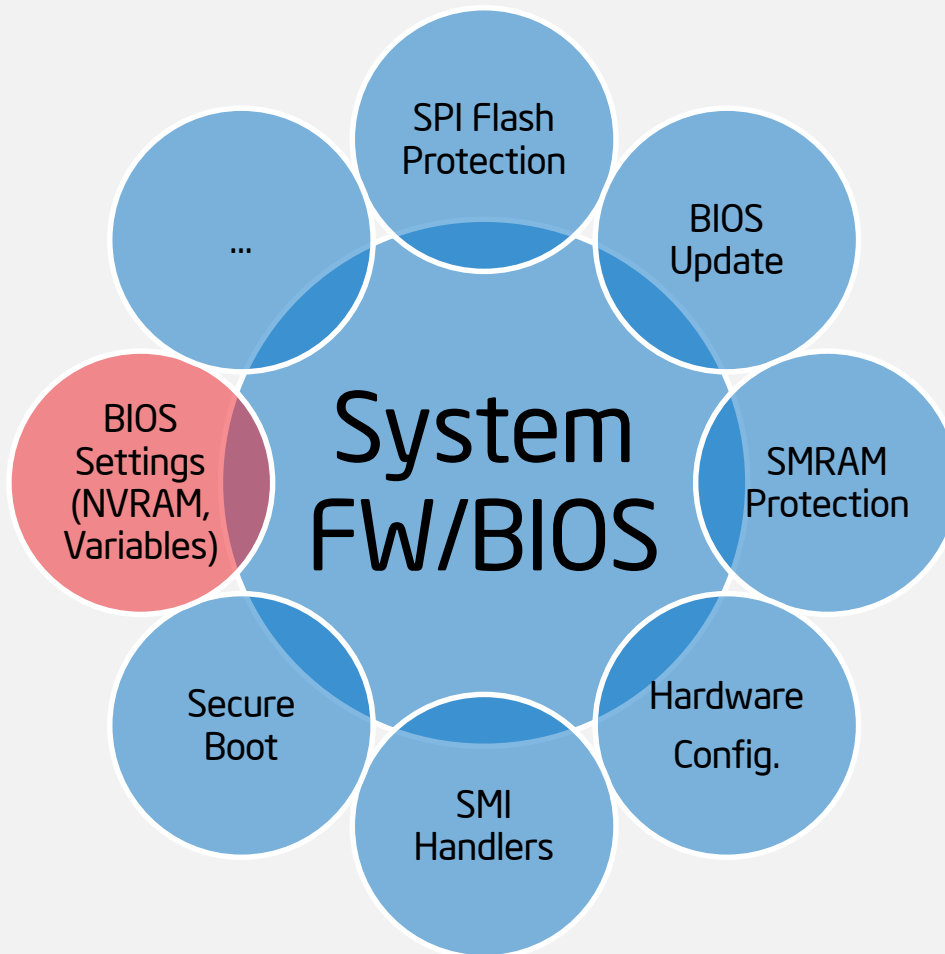 SPI Flash
Protection
...
BIOS
Update
BIOS
Settings
(NVRAM,
Variables)
System
FW/BIOS
SMRAM
Protection
Secure
Boot
Hardware
Config.
SMI
Handlers